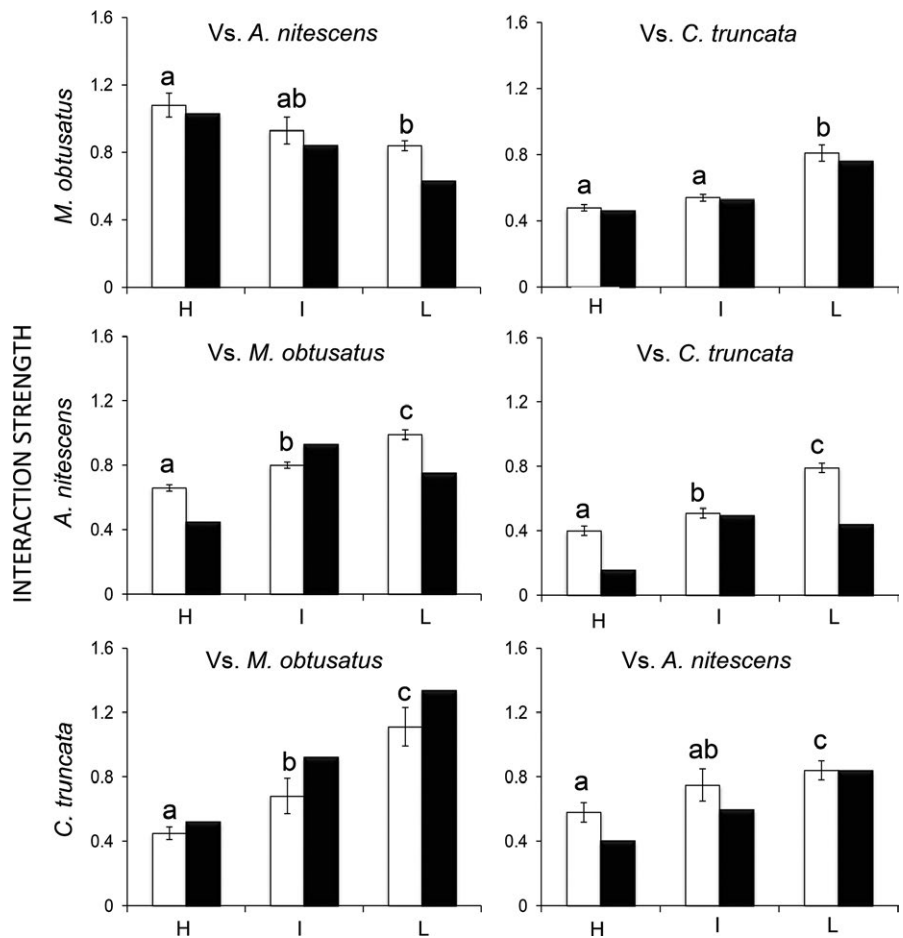 INTERACTION STRENGTH
M. obtusatus
Vs. A. nitescens
1.6
1.2
0.8
0.4
0
a
ab
b
H
I
L
Vs. C. truncata
1.6
1.2
0.8
0.4
0
a
a
b
H
I
L
A. nitescens
Vs. M. obtusatus
1.6
1.2
0.8
0.4
0
a
b
c
H
I
L
Vs. C. truncata
1.6
1.2
0.8
0.4
0
a
b
c
H
I
L
C. truncata
Vs. M. obtusatus
1.6
1.2
0.8
0.4
0
a
b
c
H
I
L
Vs. A. nitescens
1.6
1.2
0.8
0.4
0
a
ab
c
H
I
L